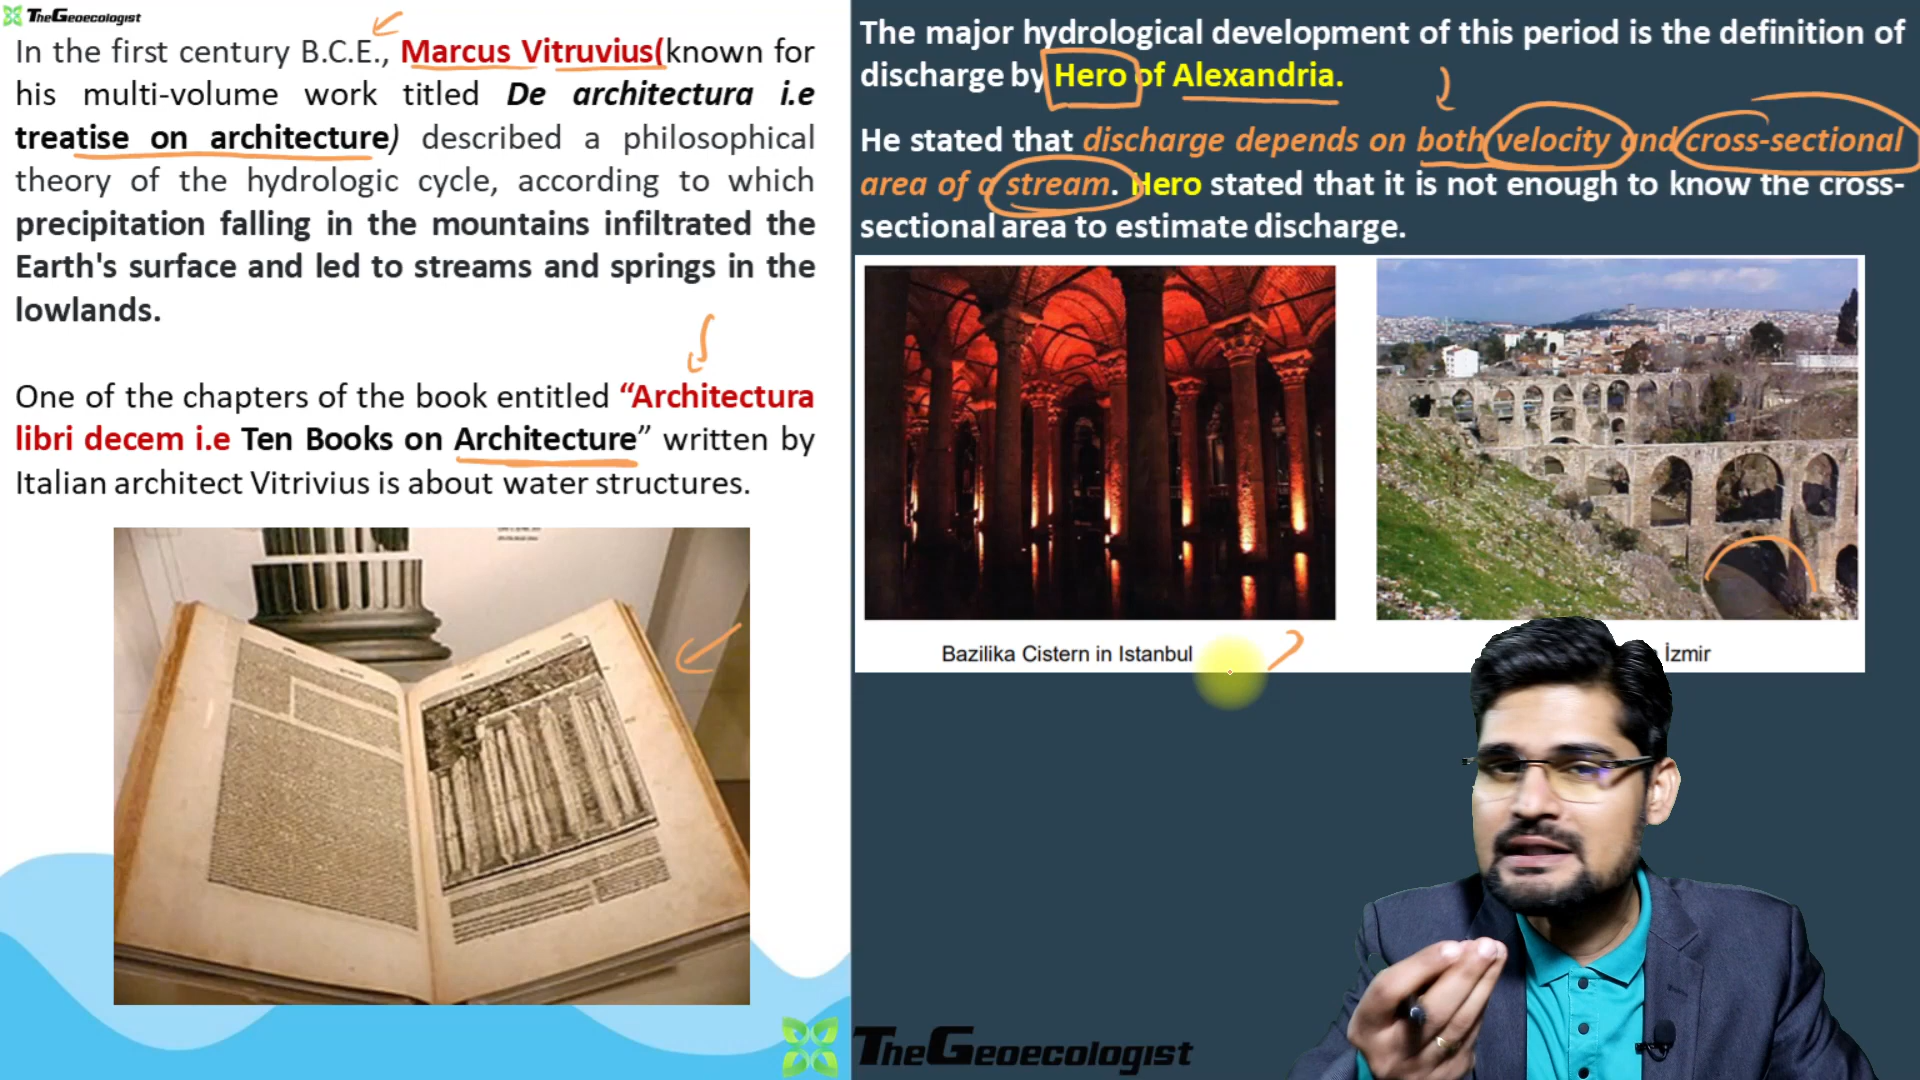 TheGeoecologist
In the first century B.C.E., Marcus Vitruvius(known for
his multi-volume work titled De architectura i.e
treatise on architecture) described a philosophical
theory of the hydrologic cycle, according to which
precipitation falling in the mountains infiltrated the
Earth's surface and led to streams and springs in the
lowlands.
One of the chapters of the book entitled “Architectura
libri decem i.e Ten Books on Architecture” written by
Italian architect Vitrivius is about water structures.
The major hydrological development of this period is the definition of
discharge by Hero of Alexandria.
He stated that discharge depends on both velocity and cross-sectional
area of a stream. Hero stated that it is not enough to know the cross-
sectional area to estimate discharge.
Bazilika Cistern in Istanbul
İzmir
TheGeoecologist